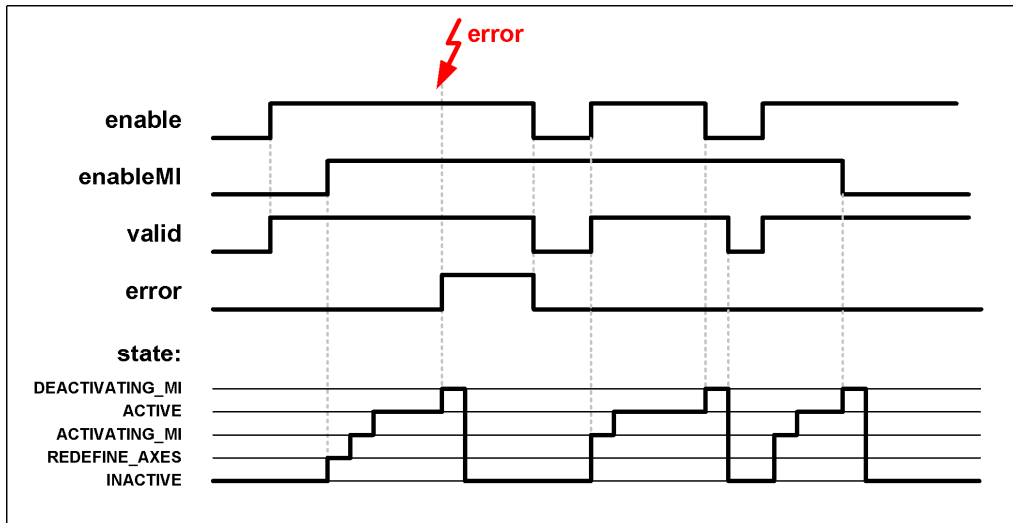 error
enable
enableMI
valid
error
state:
DEACTIVATING_MI
ACTIVE
ACTIVATING_MI
REDEFINE_AXES
INACTIVE